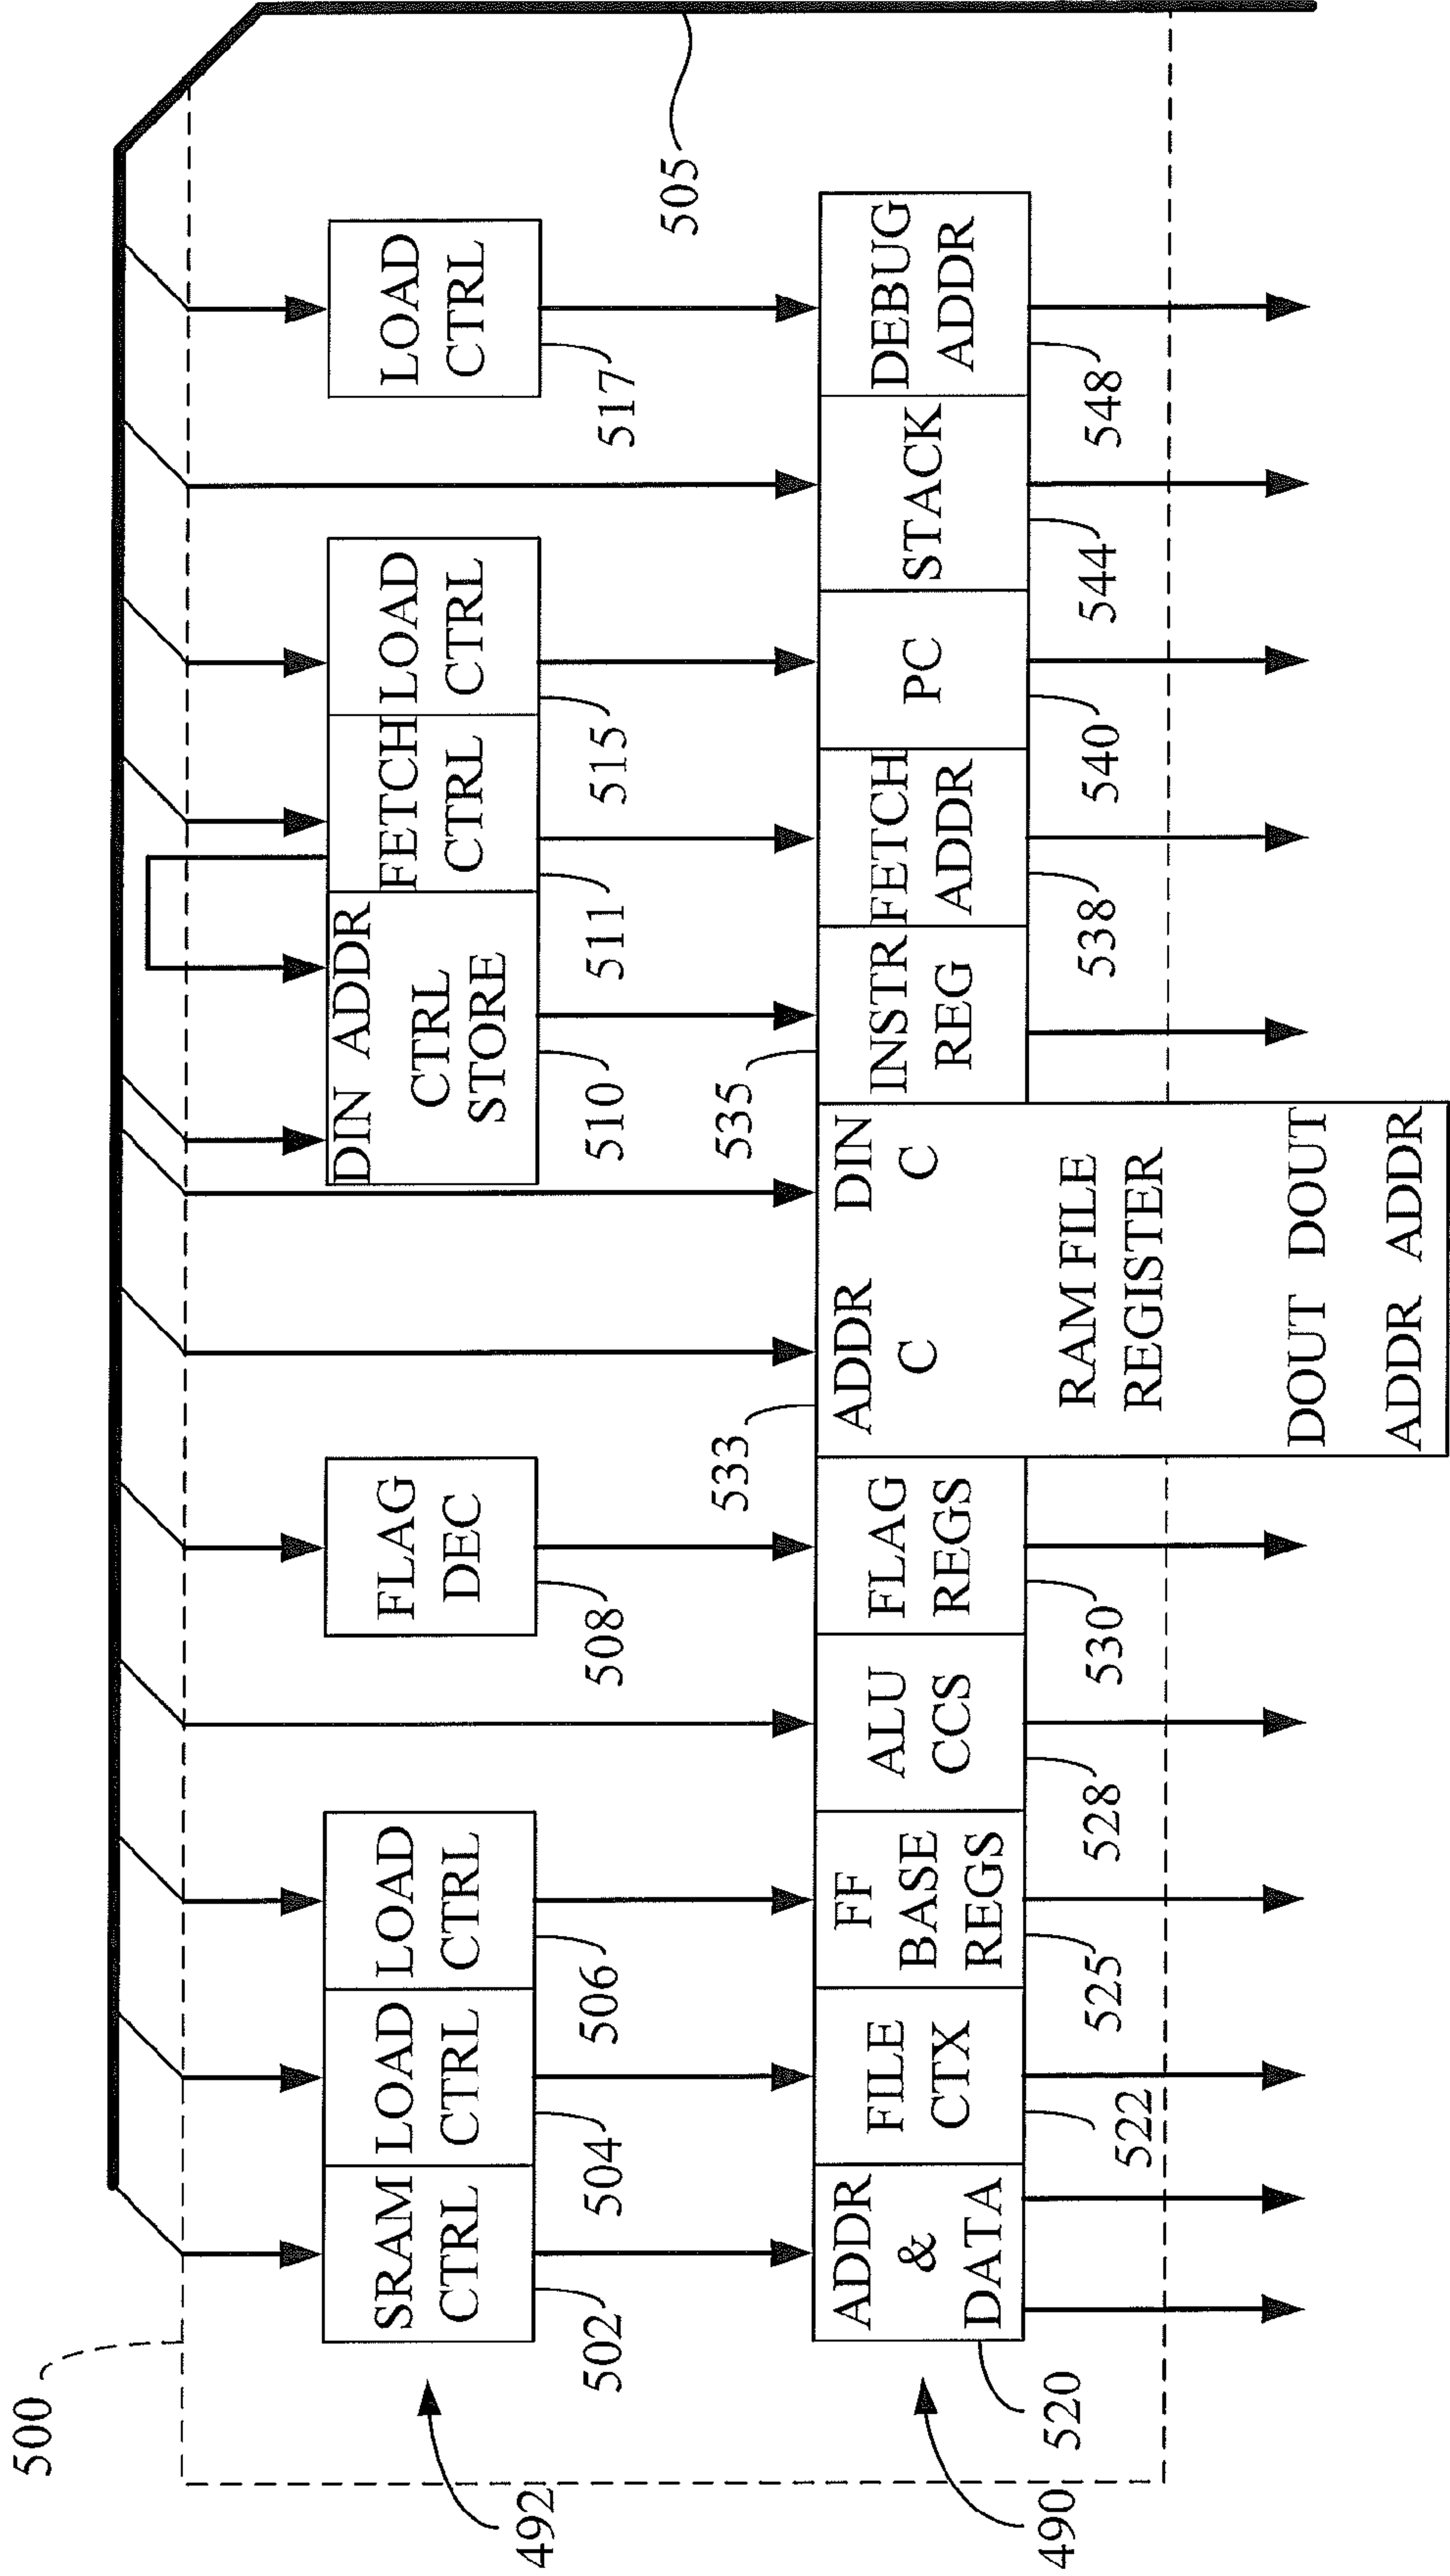 500
492
SRAM
CTRL
502
LOAD
CTRL
504
LOAD
CTRL
506
FLAG
DEC
508
DIN ADDR
CTRL
STORE
510
FETCH
CTRL
511
LOAD
CTRL
515
LOAD
CTRL
517
505
490
ADDR
&
DATA
520
FILE
CTX
522
FF
BASE
REGS
525
ALU
CCS
528
FLAG
REGS
530
533
ADDR DIN
C C
RAM FILE
REGISTER
DOUT DOUT
ADDR ADDR
535
INSTR
REG
FETCH
ADDR
538
PC
540
STACK
544
DEBUG
ADDR
548